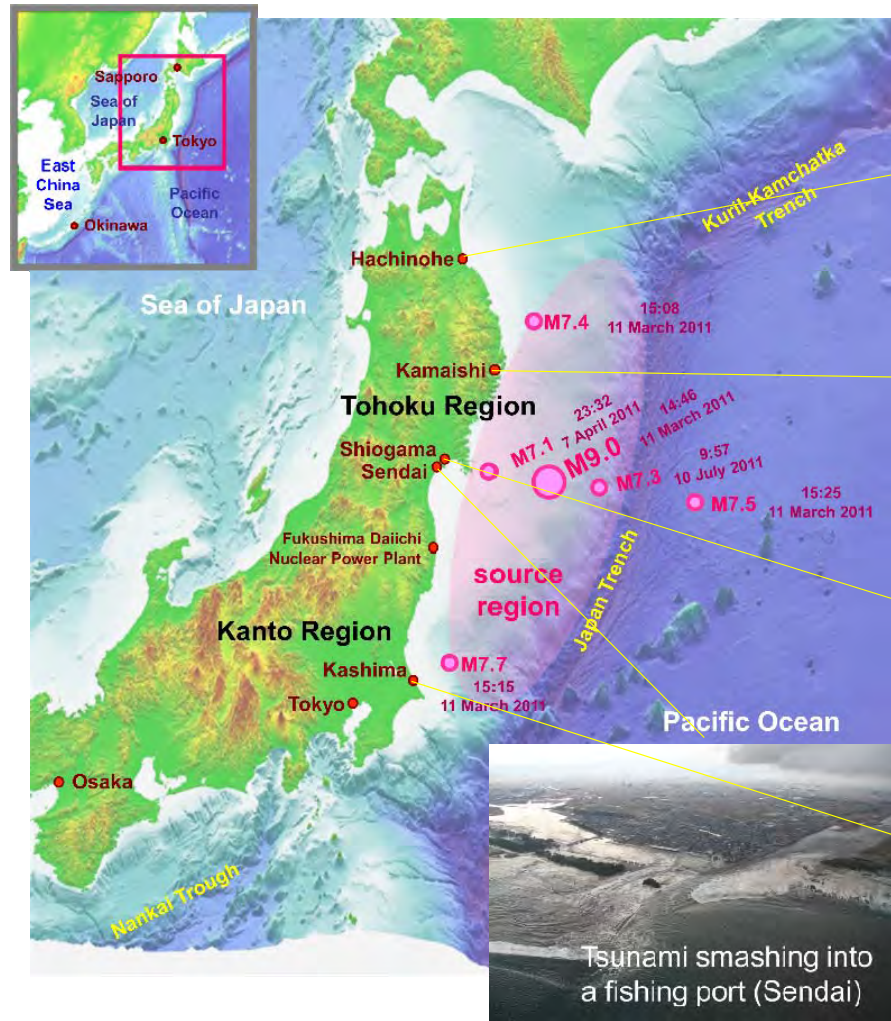 Sapporo
Sea of
Japan
Tokyo
East
China
Sea
Pacific
Ocean
Okinawa
Kuril-Kamchatka
Trench
Hachinohe
Sea of Japan
M7.4
15:08
11 March 2011
Kamaishi
Tohoku Region
23:32
7 April 2011
M7.1
14:46
11 March 2011
M9.0
Shiogama
Sendai
9:57
10 July 2011
M7.3
15:25
M7.5
11 March 2011
Fukushima Daiichi
Nuclear Power Plant
source
region
Japan Trench
Kanto Region
Kashima
M7.7
15:15
11 March 2011
Tokyo
Pacific Ocean
Osaka
Nankai Trough
Tsunami smashing into
a fishing port (Sendai)